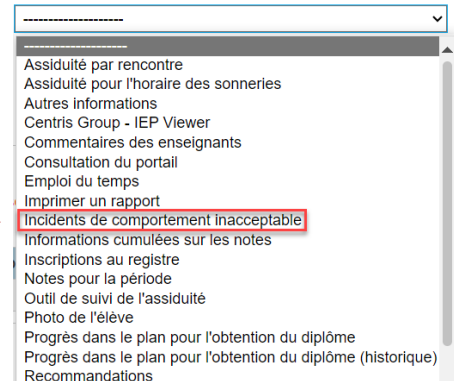 --------------------
--------------------
Assiduité par rencontre
Assiduité pour l'horaire des sonneries
Autres informations
Centris Group - IEP Viewer
Commentaires des enseignants
Consultation du portail
Emploi du temps
Imprimer un rapport
Incidents de comportement inacceptable
Informations cumulées sur les notes
Inscriptions au registre
Notes pour la période
Outil de suivi de l'assiduité
Photo de l'élève
Progrès dans le plan pour l'obtention du diplôme
Progrès dans le plan pour l'obtention du diplôme (historique)
Recommandations